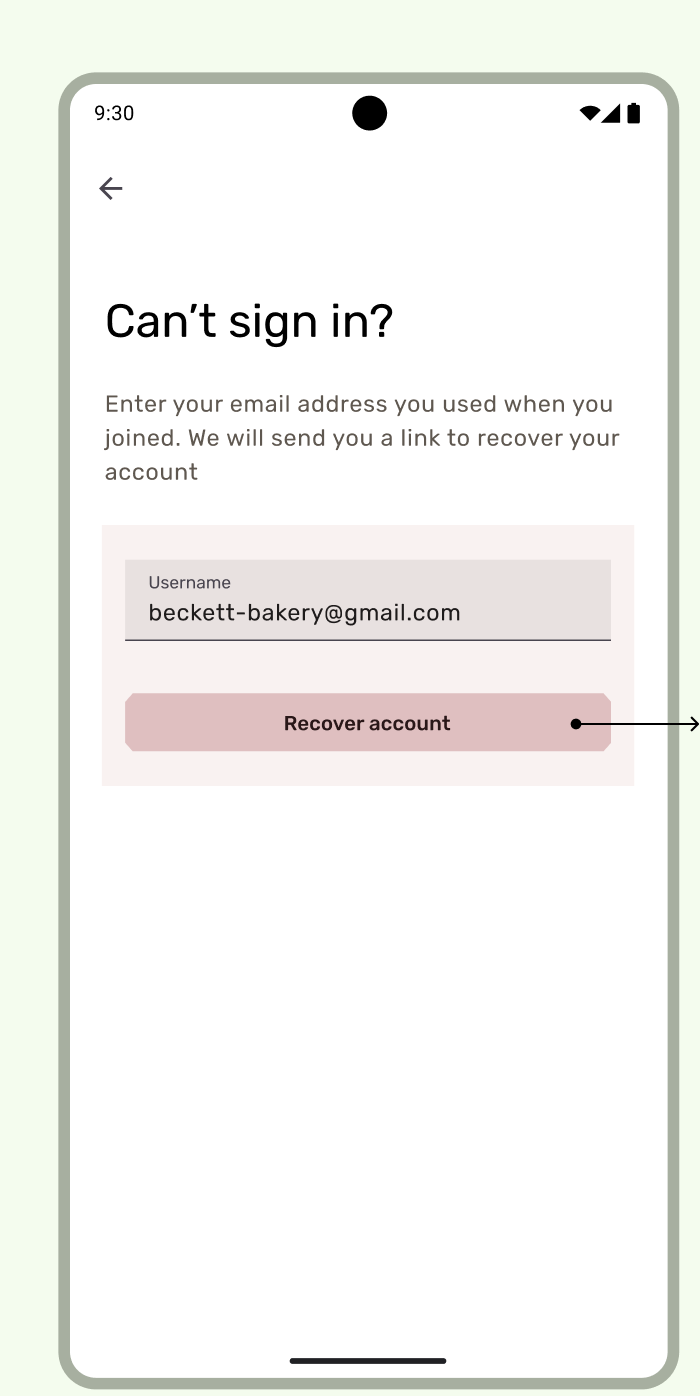 9:30
Can’t sign in?
Enter your email address you used when you
joined. We will send you a link to recover your
account
Username
beckett-bakery@gmail.com
Recover account